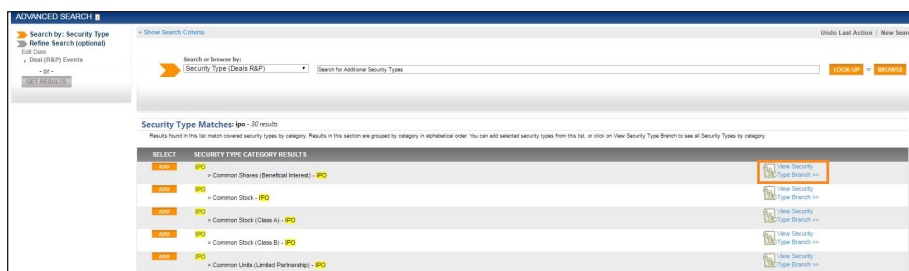 ADVANCED SEARCH
Search by: Security Type
Refine Search (optional)
Edit Date
Deal (R&P) Events
- or -
GET RESULTS
+ Show Search Criteria
Undo Last Action | New Sear
Search or browse by:
Security Type (Deals R&P)
Search for Additional Security Types
LOOK-UP
BROWSE
Security Type Matches: ipo - 30 results
Results found in this list match covered security types by category. Results in this section are grouped by category in alphabetical order. You can add selected security types from this list, or click on View Security Type Branch to see all Security Types by category.
SELECT SECURITY TYPE CATEGORY RESULTS
ADD IPO View Security
> Common Shares (Beneficial Interest) - IPO Type Branch >>
ADD IPO View Security
> Common Stock - IPO Type Branch >>
ADD IPO View Security
> Common Stock (Class A) - IPO Type Branch >>
ADD IPO View Security
> Common Stock (Class B) - IPO Type Branch >>
ADD IPO View Security
> Common Units (Limited Partnership) - IPO Type Branch >>